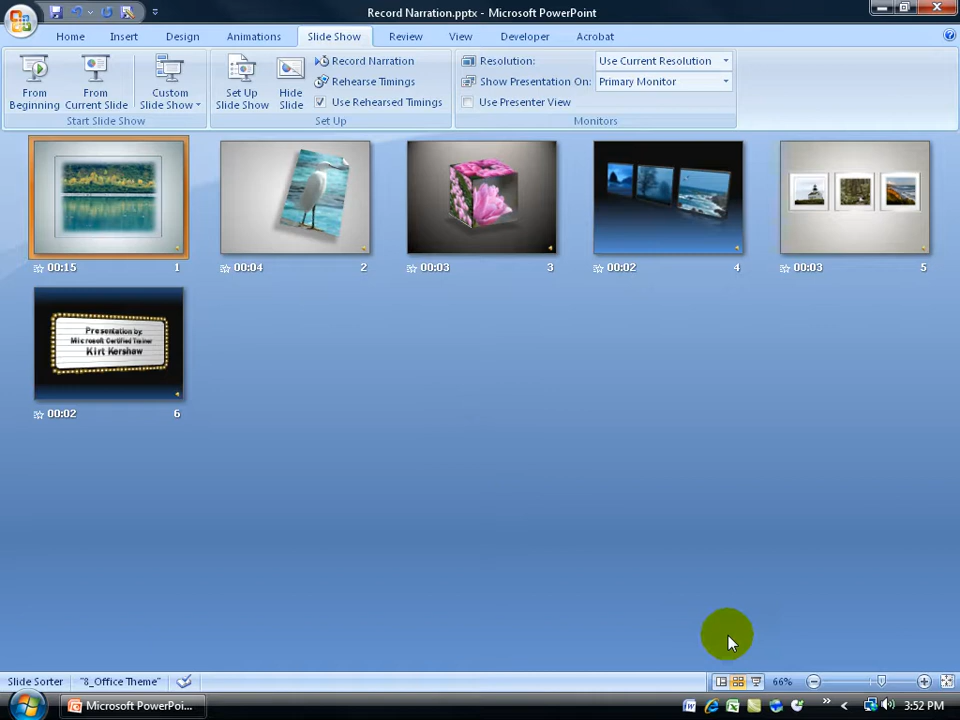 Record Narration.pptx - Microsoft PowerPoint
Home Insert Design Animations Slide Show Review View Developer Acrobat
From Beginning
From Current Slide
Custom Slide Show
Set Up Slide Show
Hide Slide
Record Narration
Rehearse Timings
Use Rehearsed Timings
Resolution: Use Current Resolution
Show Presentation On: Primary Monitor
Use Presenter View
Start Slide Show Set Up Monitors
00:15 1 00:04 2 00:03 3 00:02 4 00:03 5
Presentation by:
Microsoft Certified Trainer
Kirt Kershaw
00:02 6
Slide Sorter "8_Office Theme" 66%
Microsoft PowerPoi... 3:52 PM